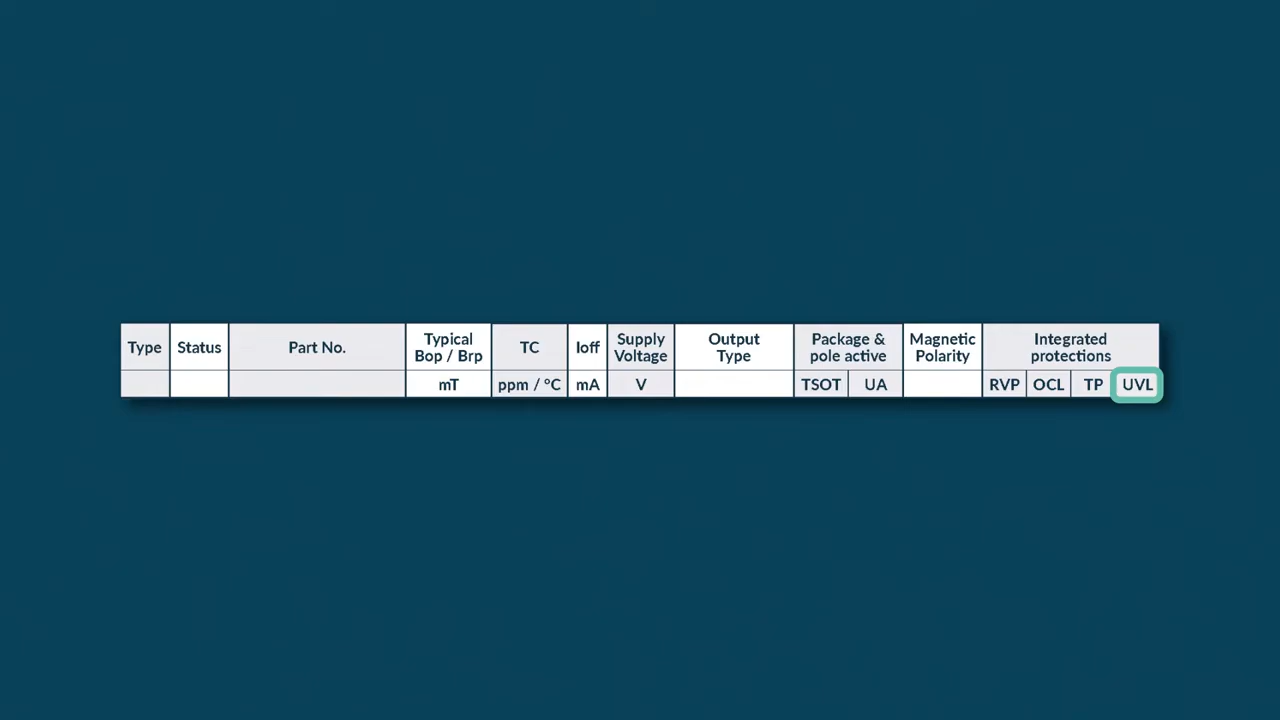 Type Status Part No. Typical Bop / Brp TC Ioff Supply Voltage Output Type Package & pole active Magnetic Polarity Integrated protections
mT ppm / °C mA V TSOT UA RVP OCL TP UVL